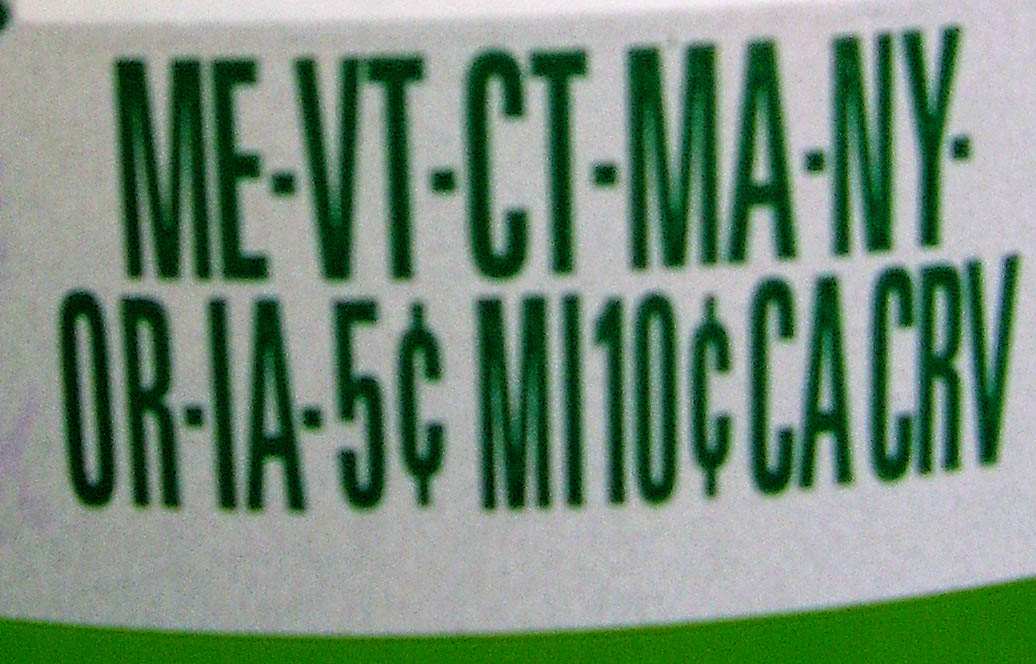 ME-VT-CT-MA-NY-
OR-IA-5¢ MI 10¢ CA CRV